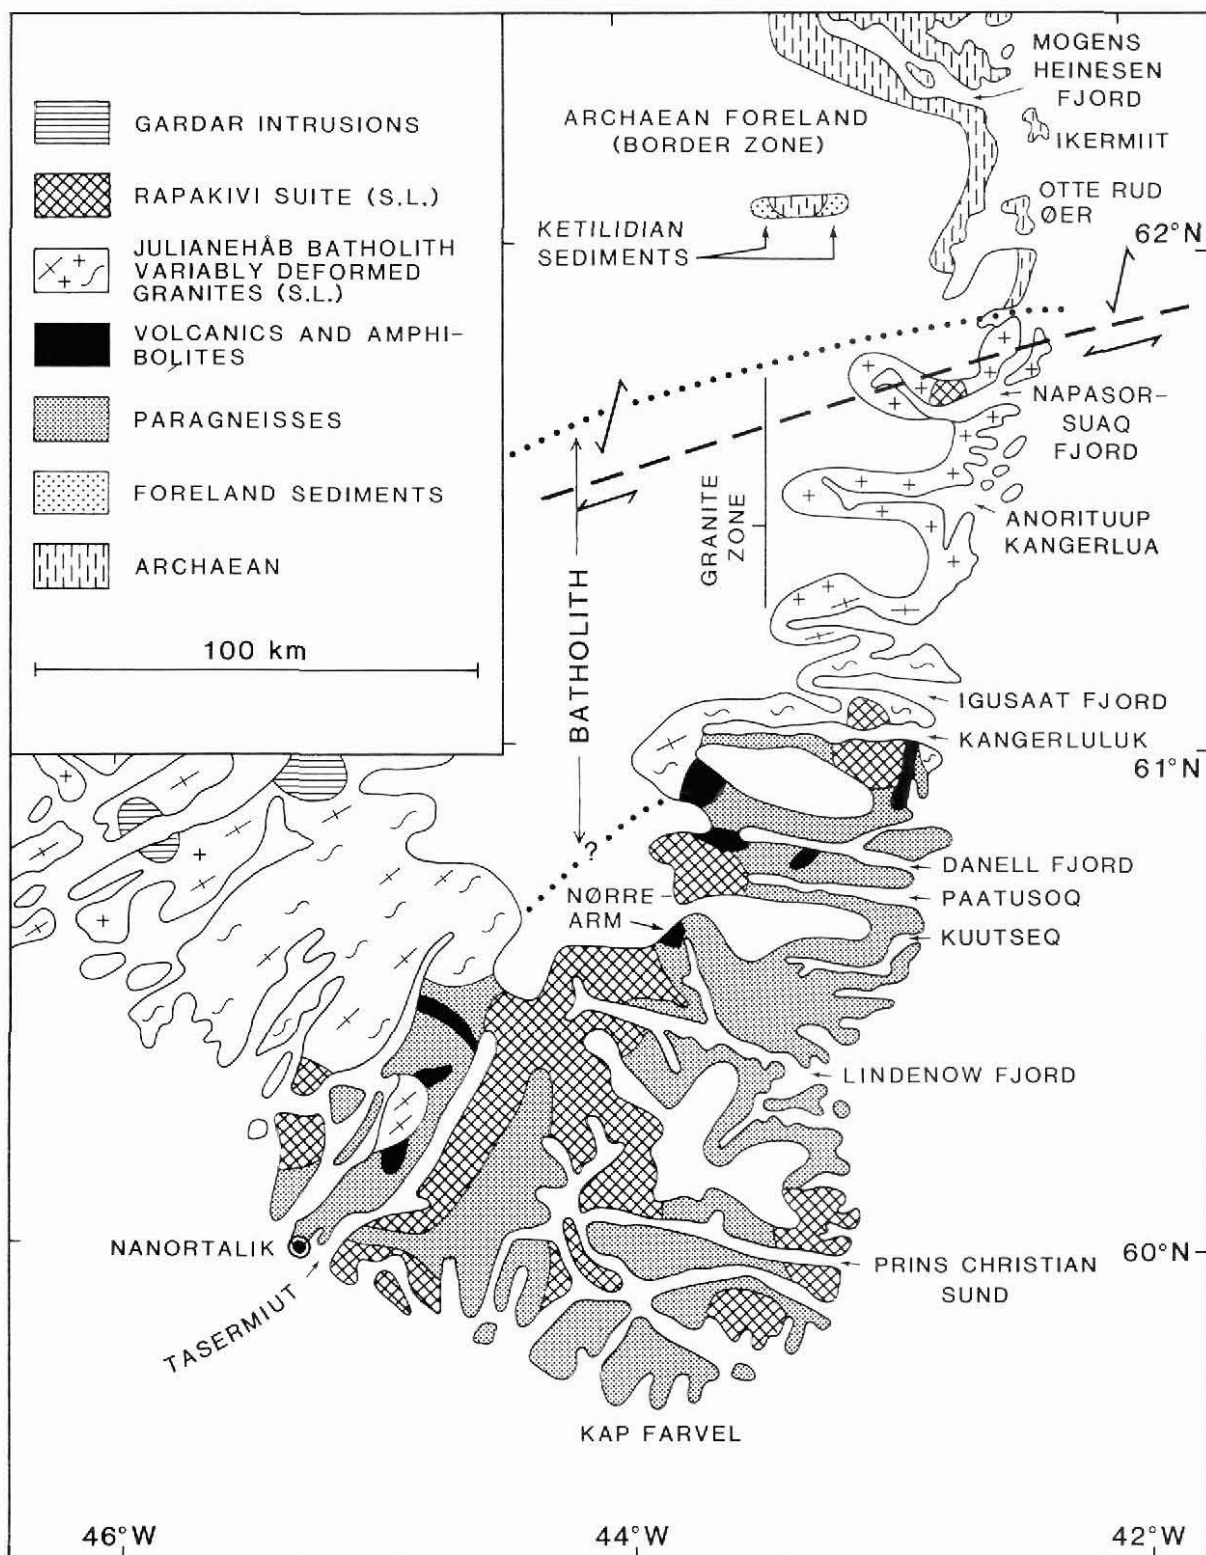 GARDAR INTRUSIONS
RAPAKIVI SUITE (S.L.)
JULIANEHÅB BATHOLITH
VARIABLY DEFORMED
GRANITES (S.L.)
VOLCANICS AND AMPHI-
BOLITES
PARAGNEISSES
FORELAND SEDIMENTS
ARCHAEAN
100 km
MOGENS
HEINESEN
FJORD
ARCHAEAN FORELAND
(BORDER ZONE)
IKERMIIT
OTTE RUD
ØER
KETILIDIAN
SEDIMENTS
62°N
NAPASOR-
SUAQ
FJORD
GRANITE
ZONE
ANORITUUP
KANGERLUA
BATHOLITH
IGUSAAT FJORD
KANGERLULUK
61°N
?
DANELL FJORD
NØRRE-
ARM
PAATUSOQ
KUUTSEQ
LINDENOW FJORD
NANORTALIK
60°N
PRINS CHRISTIAN
SUND
TASERMIUT
KAP FARVEL
46°W
44°W
42°W